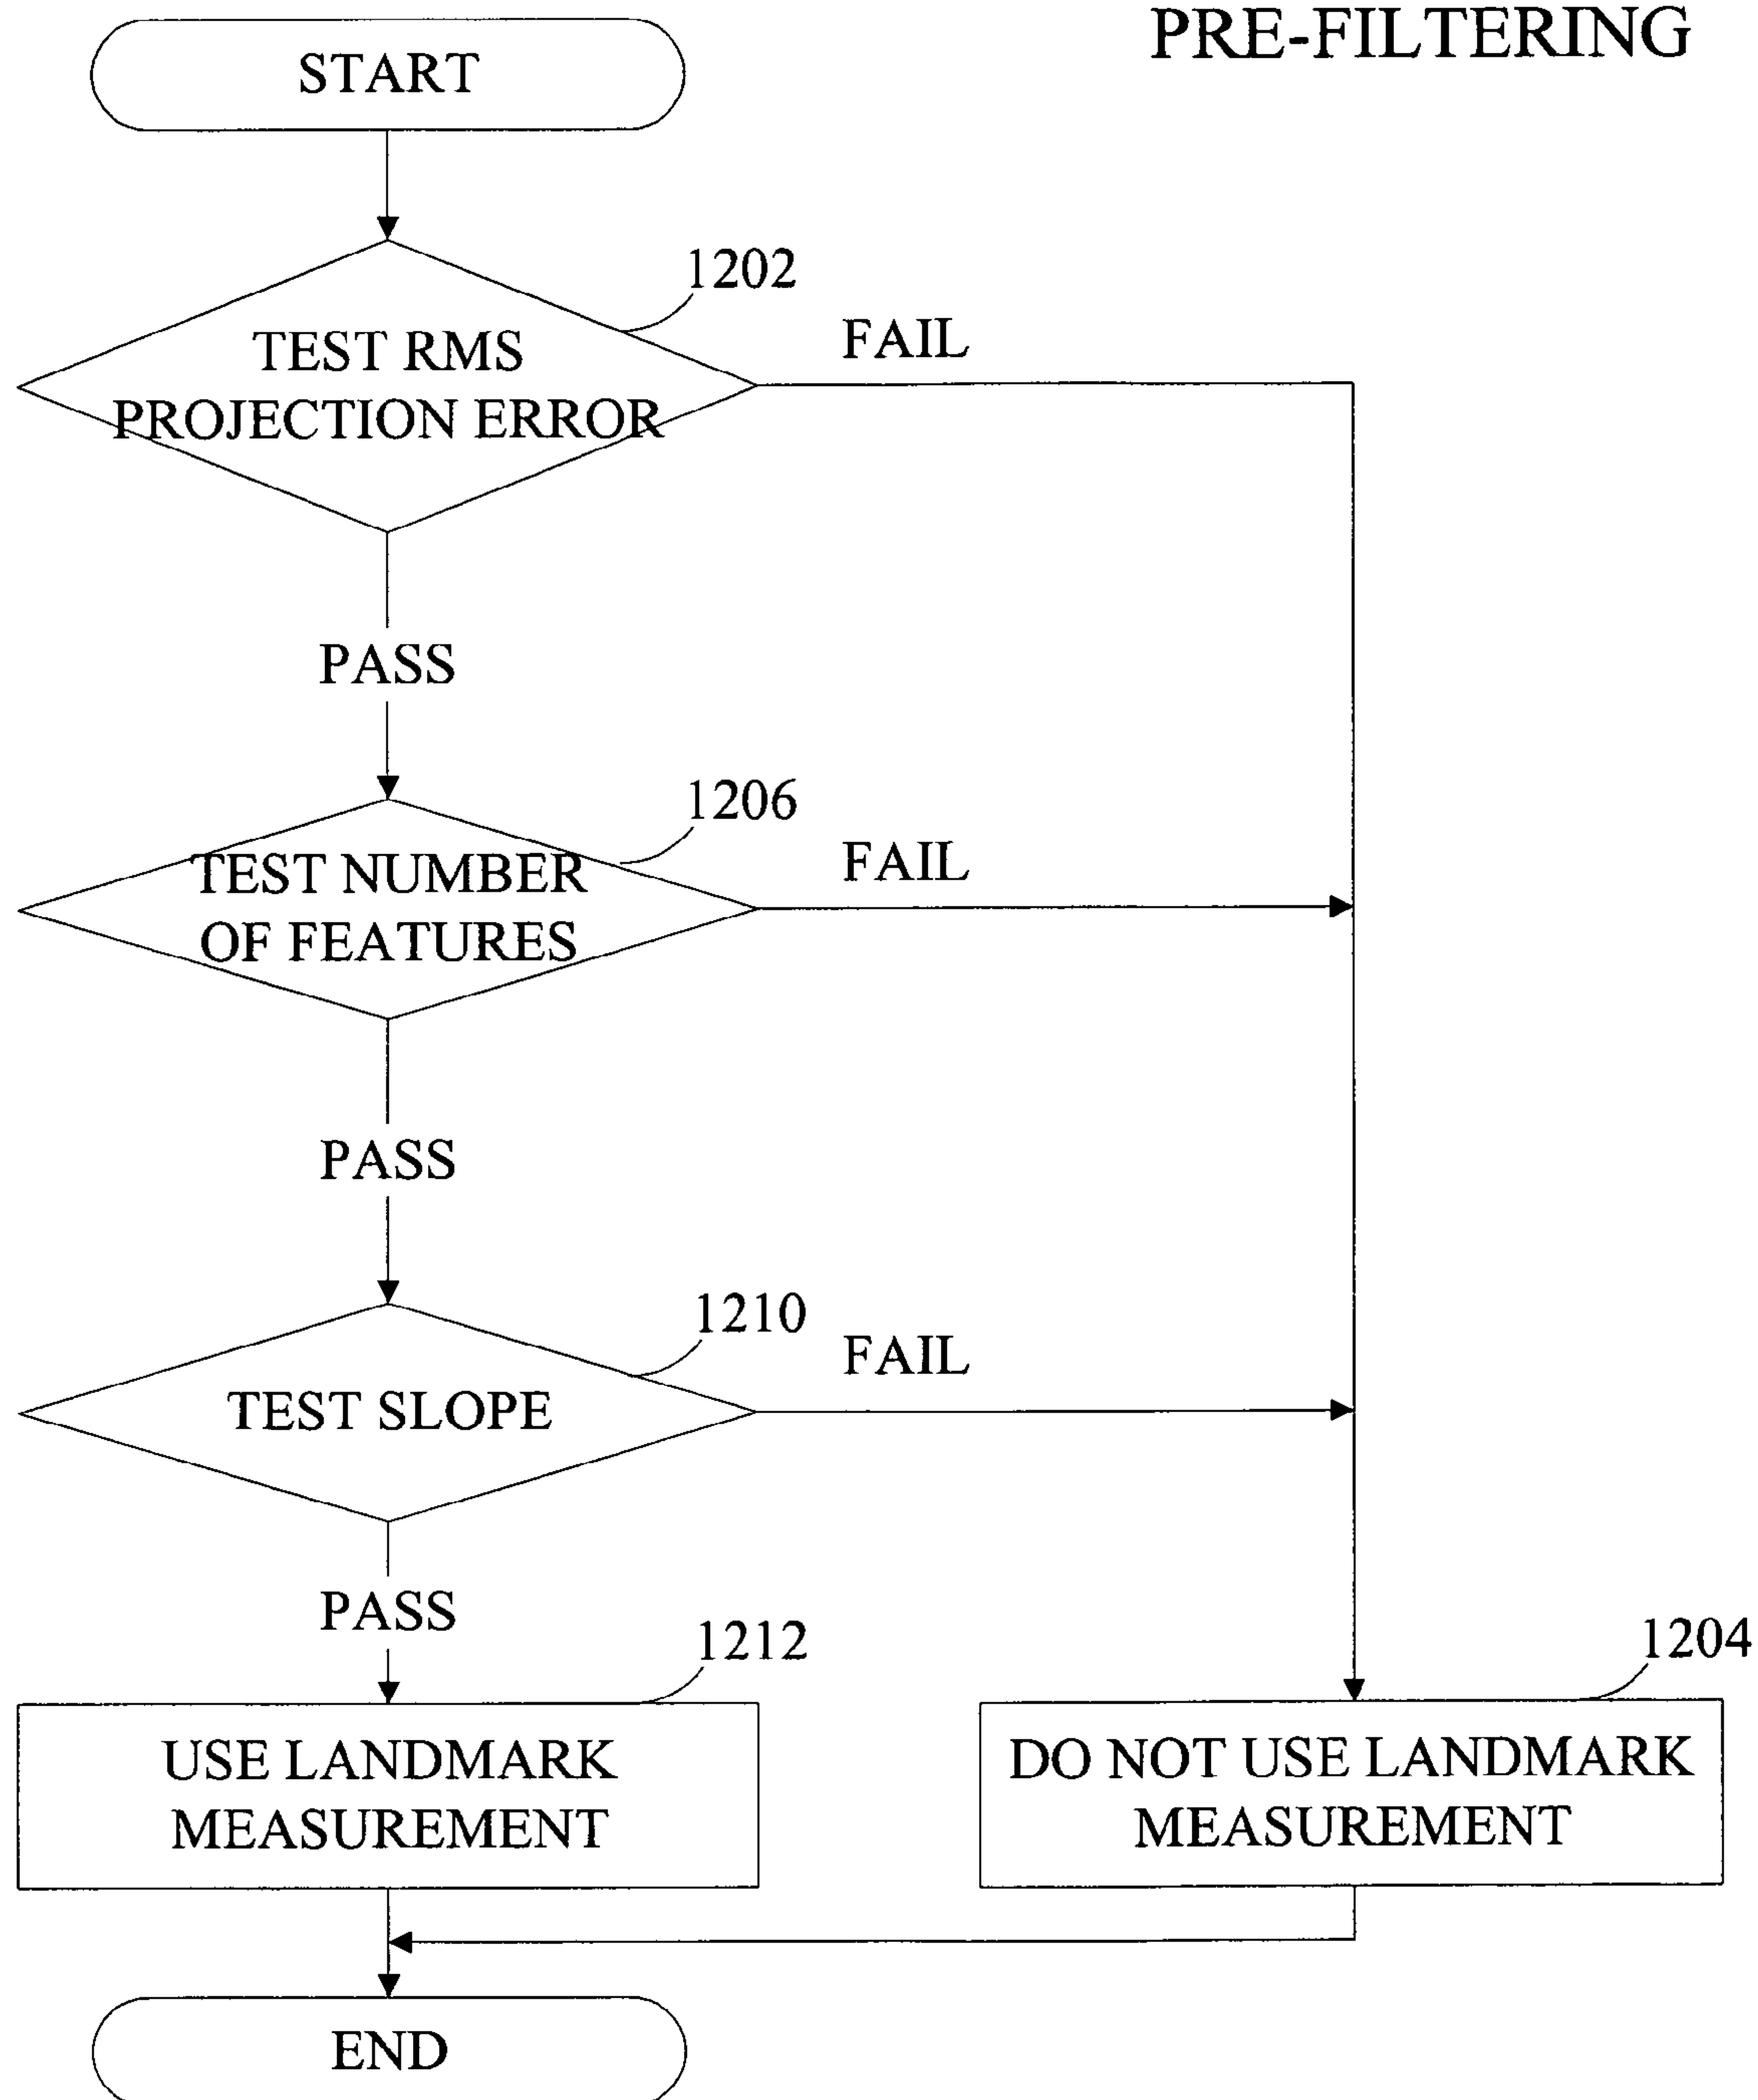 PRE-FILTERING
START
1202
TEST RMS
PROJECTION ERROR
FAIL
PASS
1206
TEST NUMBER
OF FEATURES
FAIL
PASS
1210
TEST SLOPE
FAIL
PASS
1212
USE LANDMARK
MEASUREMENT
1204
DO NOT USE LANDMARK
MEASUREMENT
END